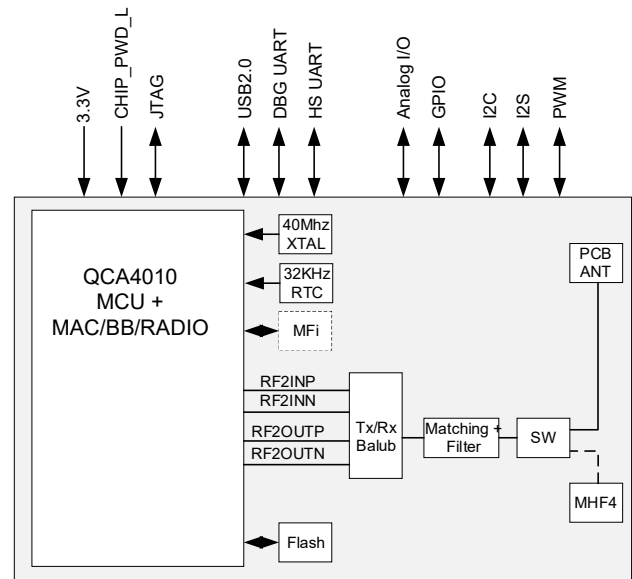 3.3V
CHIP_PWD_L
JTAG
USB2.0
DBG UART
HS UART
Analog I/O
GPIO
I2C
I2S
PWM
QCA4010
MCU +
MAC/BB/RADIO
40Mhz
XTAL
32KHz
RTC
MFi
PCB
ANT
RF2INP
RF2INN
RF2OUTP
RF2OUTN
Tx/Rx
Balub
Matching +
Filter
SW
MHF4
Flash